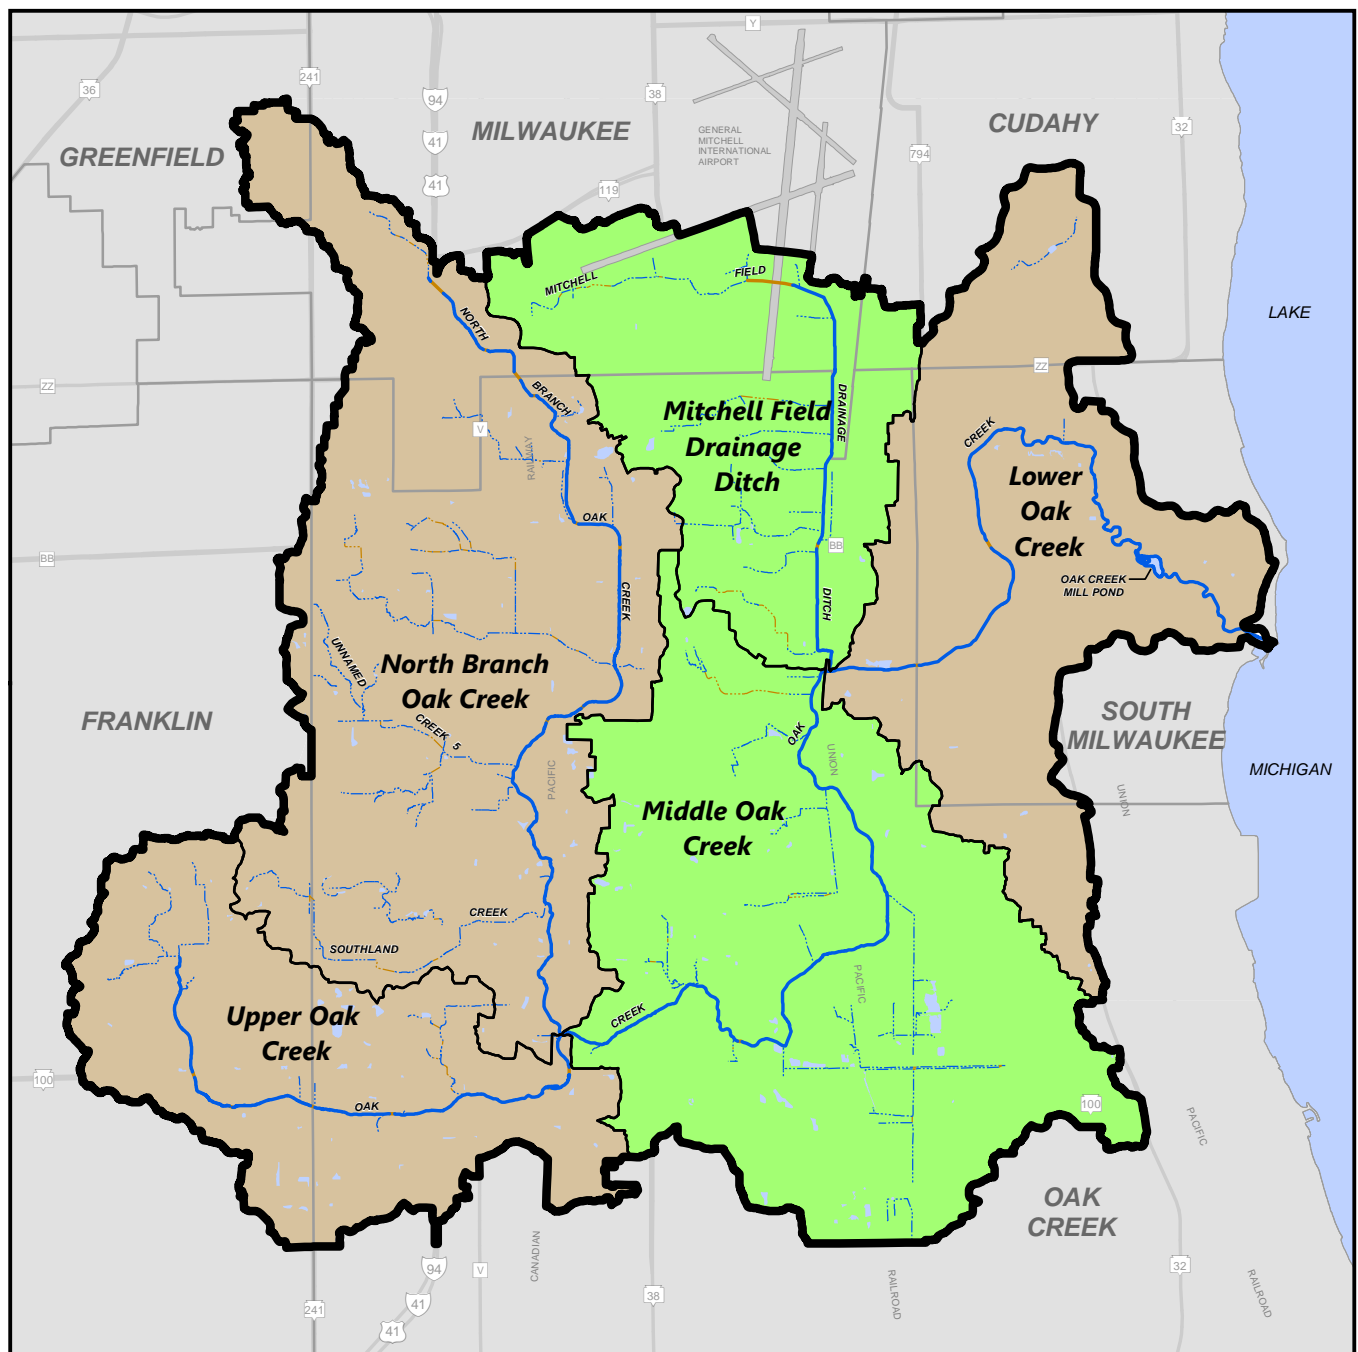 Y
241
36
94
38
MILWAUKEE
GENERAL
MITCHELL
INTERNATIONAL
AIRPORT
CUDAHY
32
41
794
GREENFIELD
41
119
MITCHELL
FIELD
LAKE
NORTH
ZZ
ZZ
BRANCH
DRAINAGE
Mitchell Field
Drainage
Ditch
V
RAILWAY
CREEK
Lower
Oak
Creek
OAK
BB
BB
OAK CREEK
MILL POND
CREEK
DITCH
UNNAMED
North Branch
Oak Creek
FRANKLIN
CREEK 5
OAK
SOUTH
MILWAUKEE
UNION
PACIFIC
MICHIGAN
UNION
Middle Oak
Creek
CREEK
SOUTHLAND
PACIFIC
Upper Oak
Creek
CREEK
100
OAK
100
PACIFIC
OAK
CREEK
CANADIAN
94
V
32
RAILROAD
RAILROAD
38
41
241
41